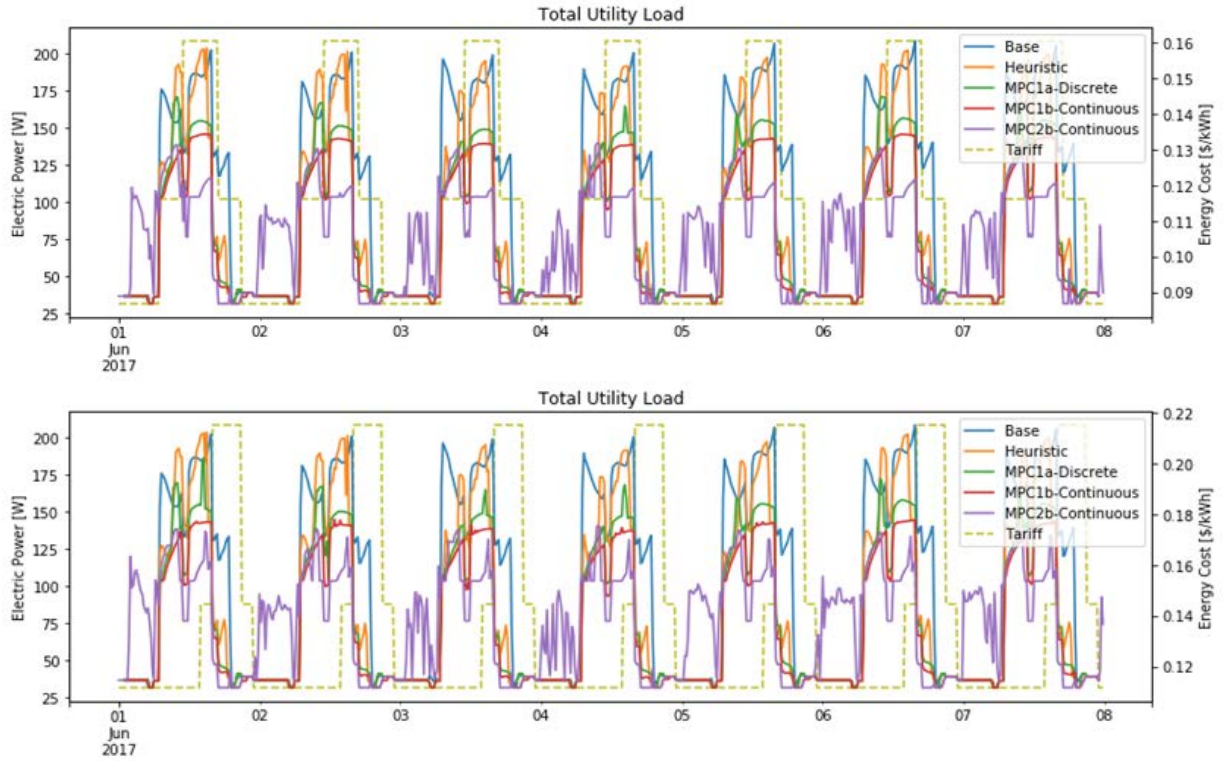 Total Utility Load
Electric Power [W]
200
175
150
125
100
75
50
25
Base
Heuristic
MPC1a-Discrete
MPC1b-Continuous
MPC2b-Continuous
Tariff
0.16
0.15
0.14
0.13
0.12
0.11
0.10
0.09
Energy Cost [$/kWh]
01 02 03 04 05 06 07 08
Jun
2017
Total Utility Load
Electric Power [W]
200
175
150
125
100
75
50
25
Base
Heuristic
MPC1a-Discrete
MPC1b-Continuous
MPC2b-Continuous
Tariff
0.22
0.20
0.18
0.16
0.14
0.12
Energy Cost [$/kWh]
01 02 03 04 05 06 07 08
Jun
2017